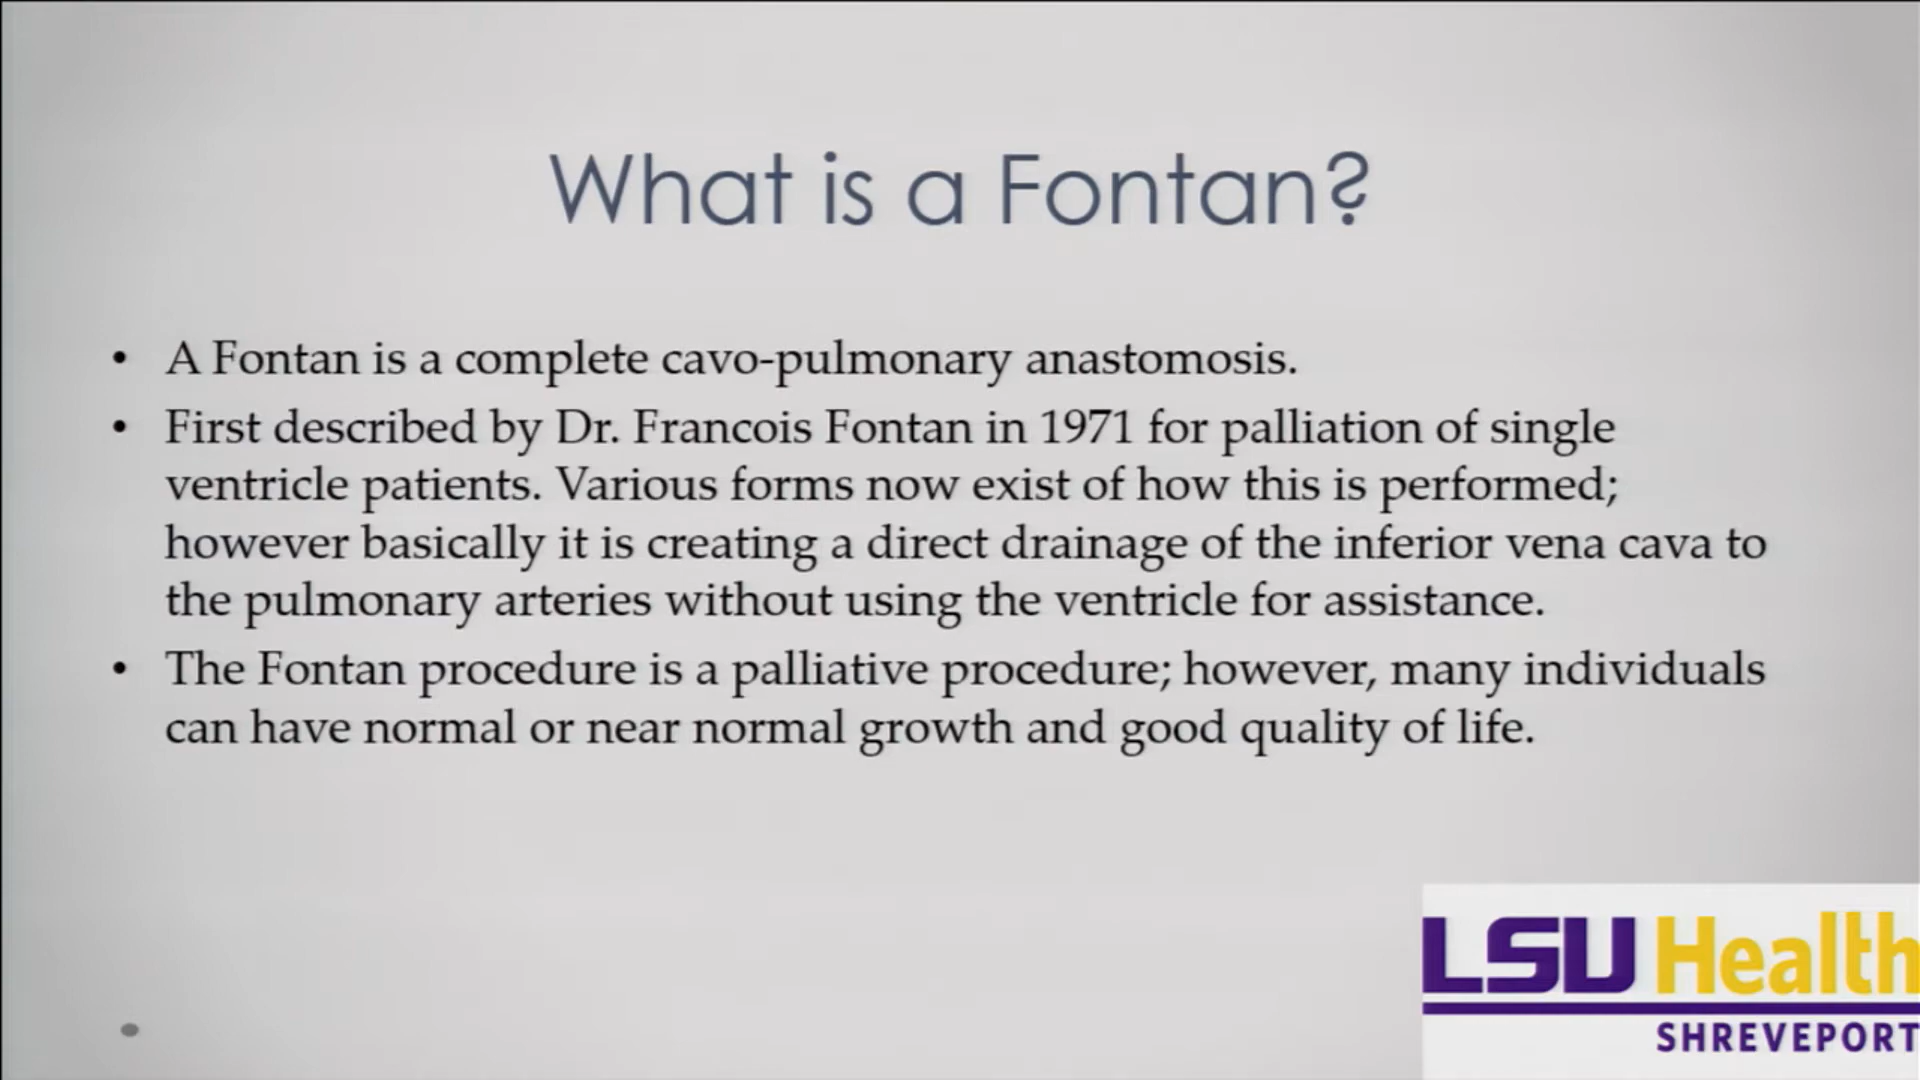 What is a Fontan?
• A Fontan is a complete cavo-pulmonary anastomosis.
• First described by Dr. Francois Fontan in 1971 for palliation of single
ventricle patients. Various forms now exist of how this is performed;
however basically it is creating a direct drainage of the inferior vena cava to
the pulmonary arteries without using the ventricle for assistance.
• The Fontan procedure is a palliative procedure; however, many individuals
can have normal or near normal growth and good quality of life.
LSU Health
SHREVEPORT